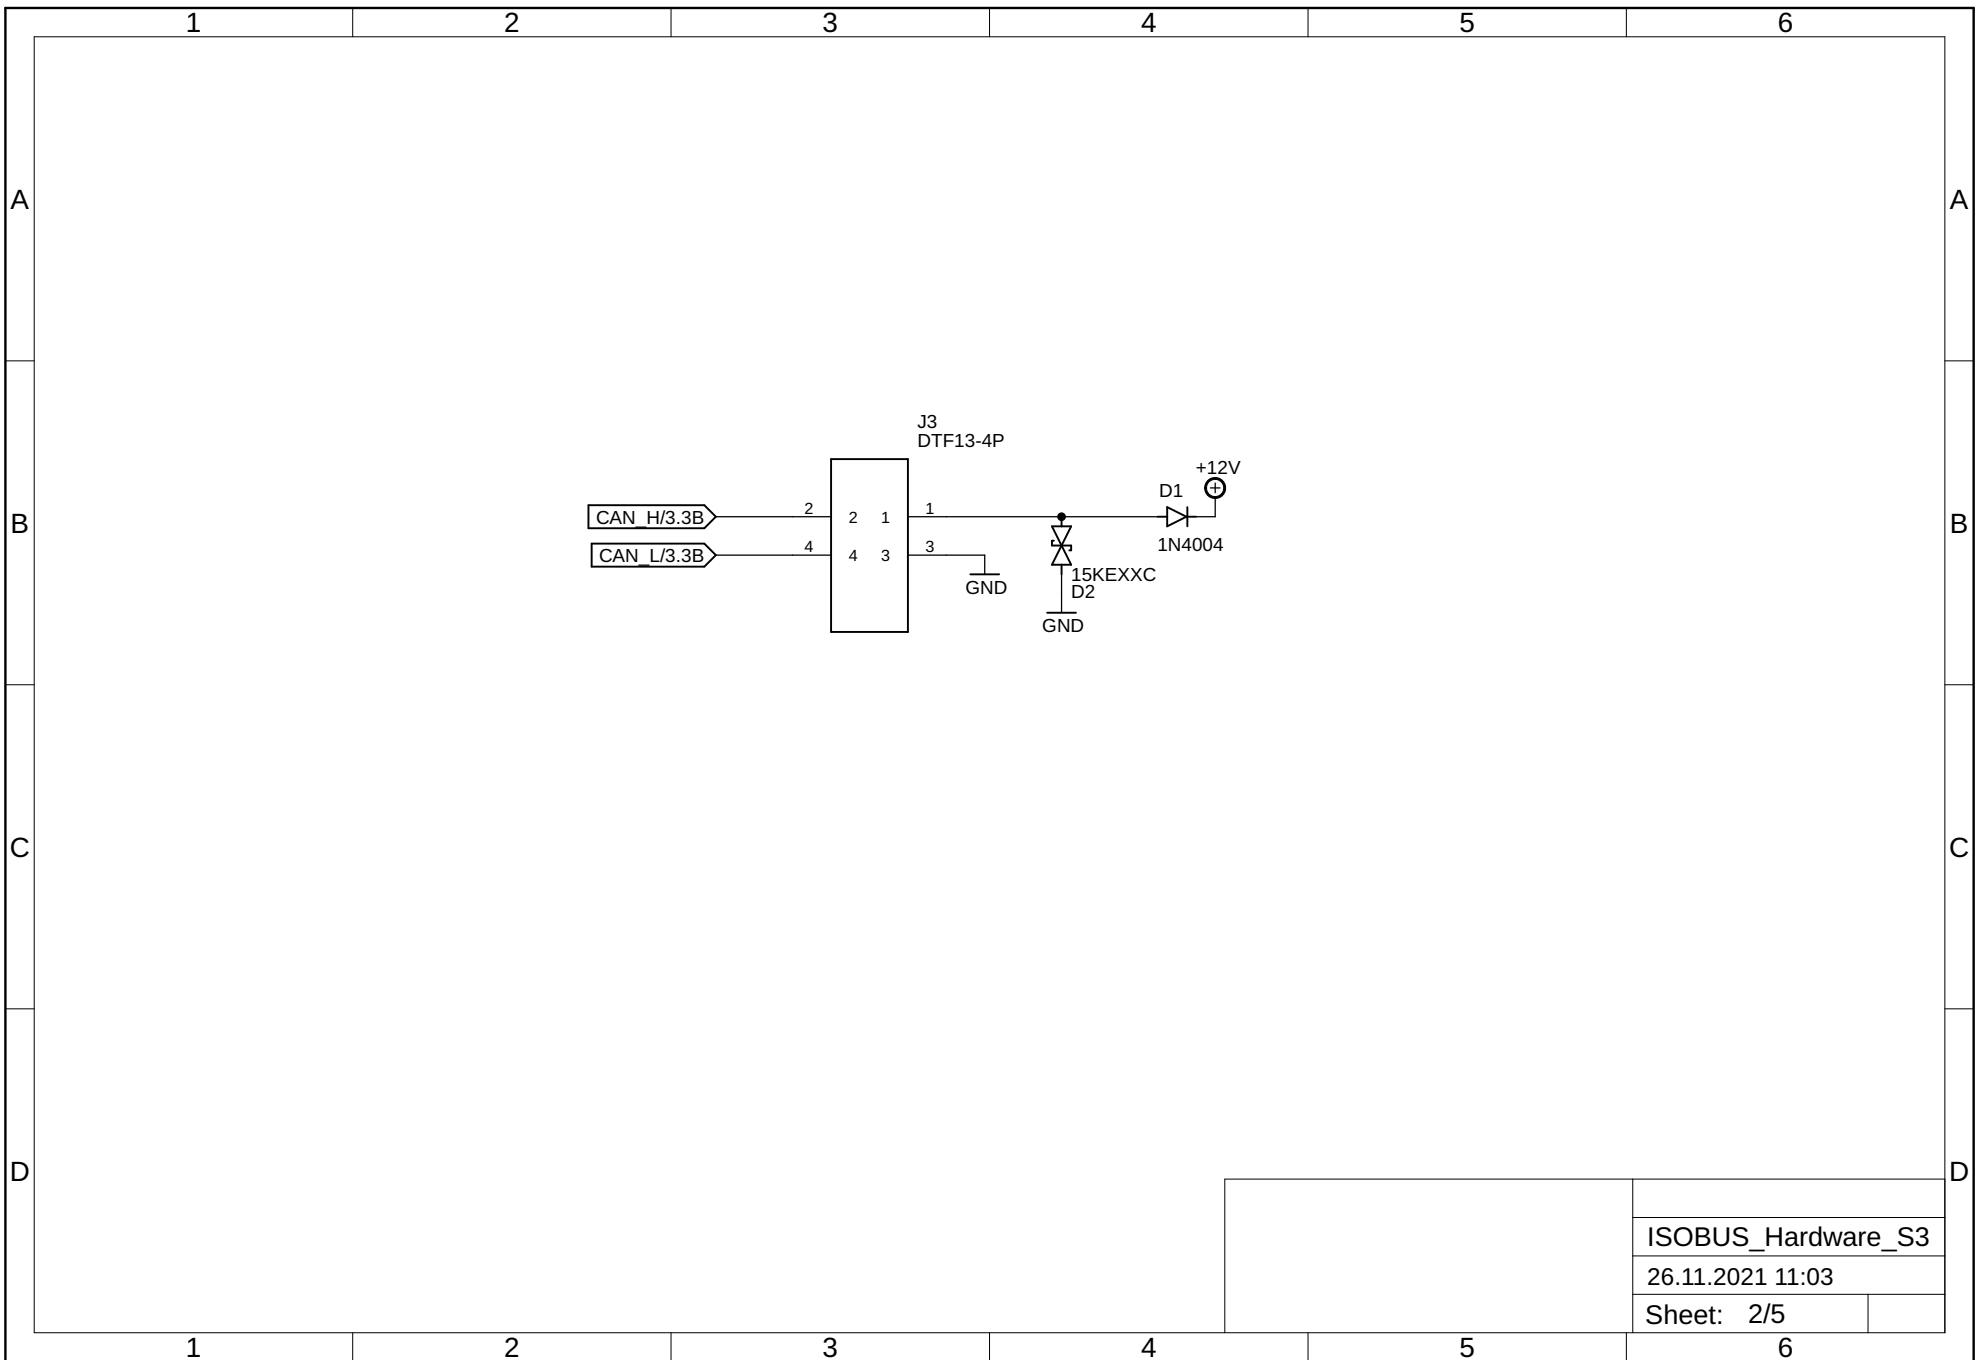 1 2 3 4 5 6
A A
J3
DTF13-4P
+12V
D1
CAN_H/3.3B 2 2 1 1
1N4004
B B
CAN_L/3.3B 4 4 3 3
15KEXXC
GND D2
GND
C C
D D
ISOBUS_Hardware_S3
26.11.2021 11:03
Sheet: 2/5
1 2 3 4 5 6